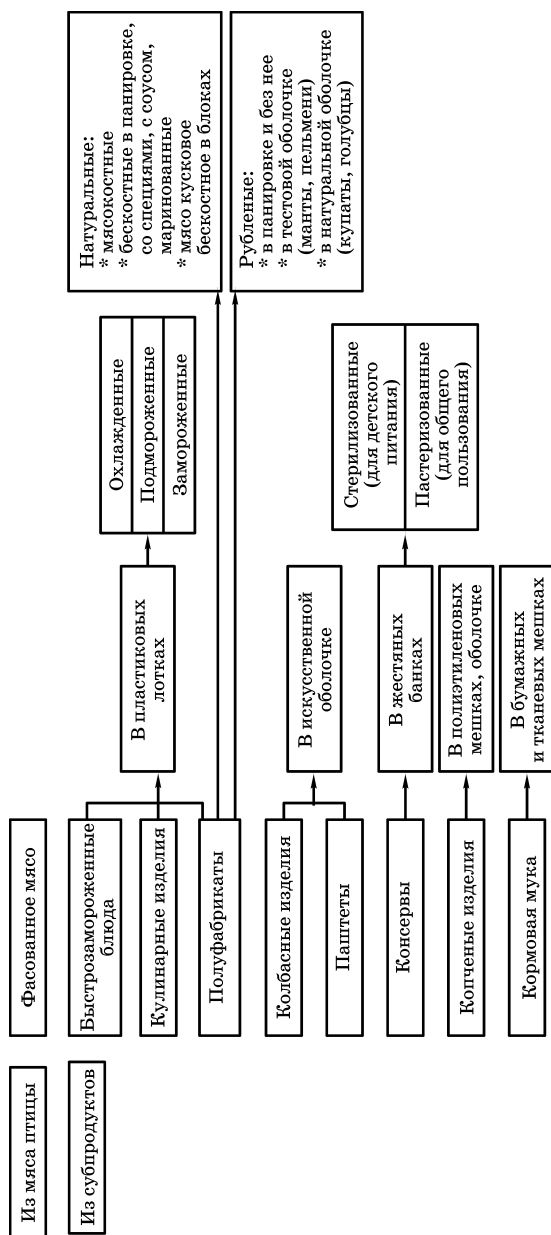 Из мяса птицы
Из субпродуктов
Фасованное мясо
Быстрозамороженные
блюда
Кулинарные изделия
Полуфабрикаты
Колбасные изделия
Паштеты
Консервы
Копченые изделия
Кормовая мука
В пластиковых
лотках
В искусственной
оболочке
В жестяных
банках
В полиэтиленовых
мешках, оболочке
В бумажных
и тканевых мешках
Охлажденные
Подмороженные
Замороженные
Стерилизованные
(для детского
питания)
Пастеризованные
(для общего
пользования)
Натуральные:
* мясокостные
* бескостные в панировке,
со специями, с соусом,
маринованные
* мясо кусковое
бескостное в блоках
Рубленые:
* в панировке и без нее
* в тестовой оболочке
(манты, пельмени)
* в натуральной оболочке
(купаты, голубцы)